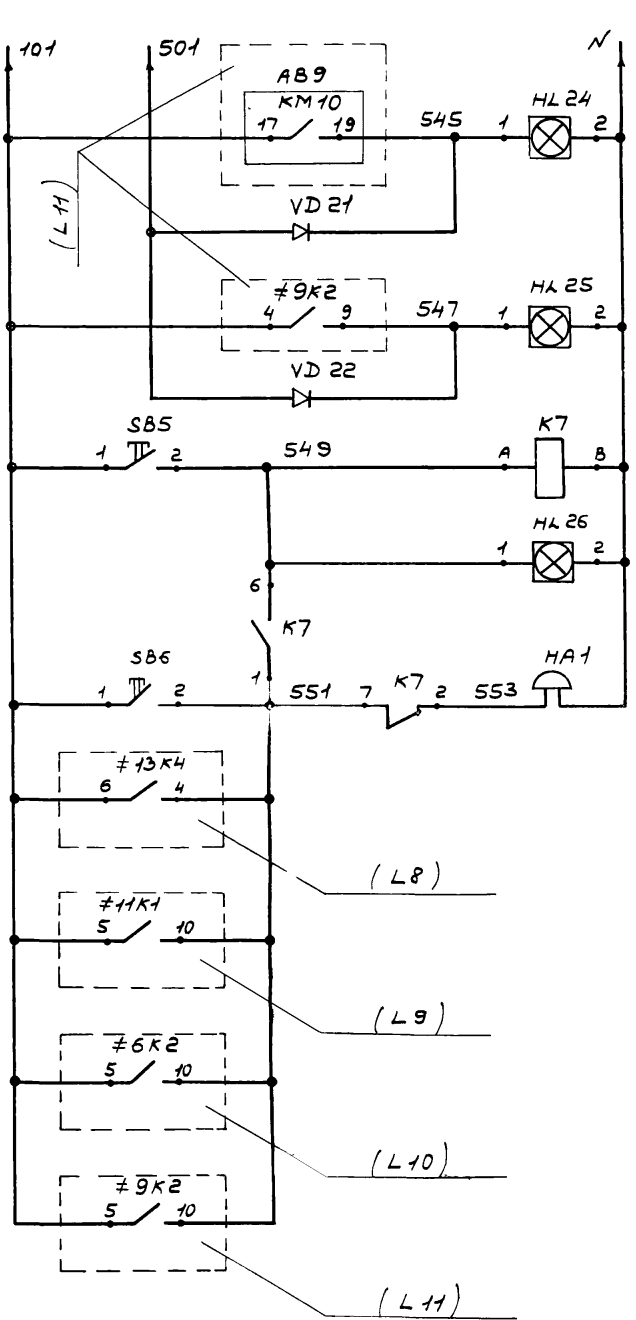 101 501 N
AB9
KM10 HL24
17 19 545 1 2
(L11)
VD21
≠9K2 HL25
4 9 547 1 2
VD22
SB5 K7
1 2 549 A B
HL26
1 2
6
K7
SB6 1 HA1
1 2 551 7 K7 2 553
≠13K4
6 4
(L8)
≠11K1
5 10
(L9)
≠6K2
5 10
(L10)
≠9K2
5 10
(L11)